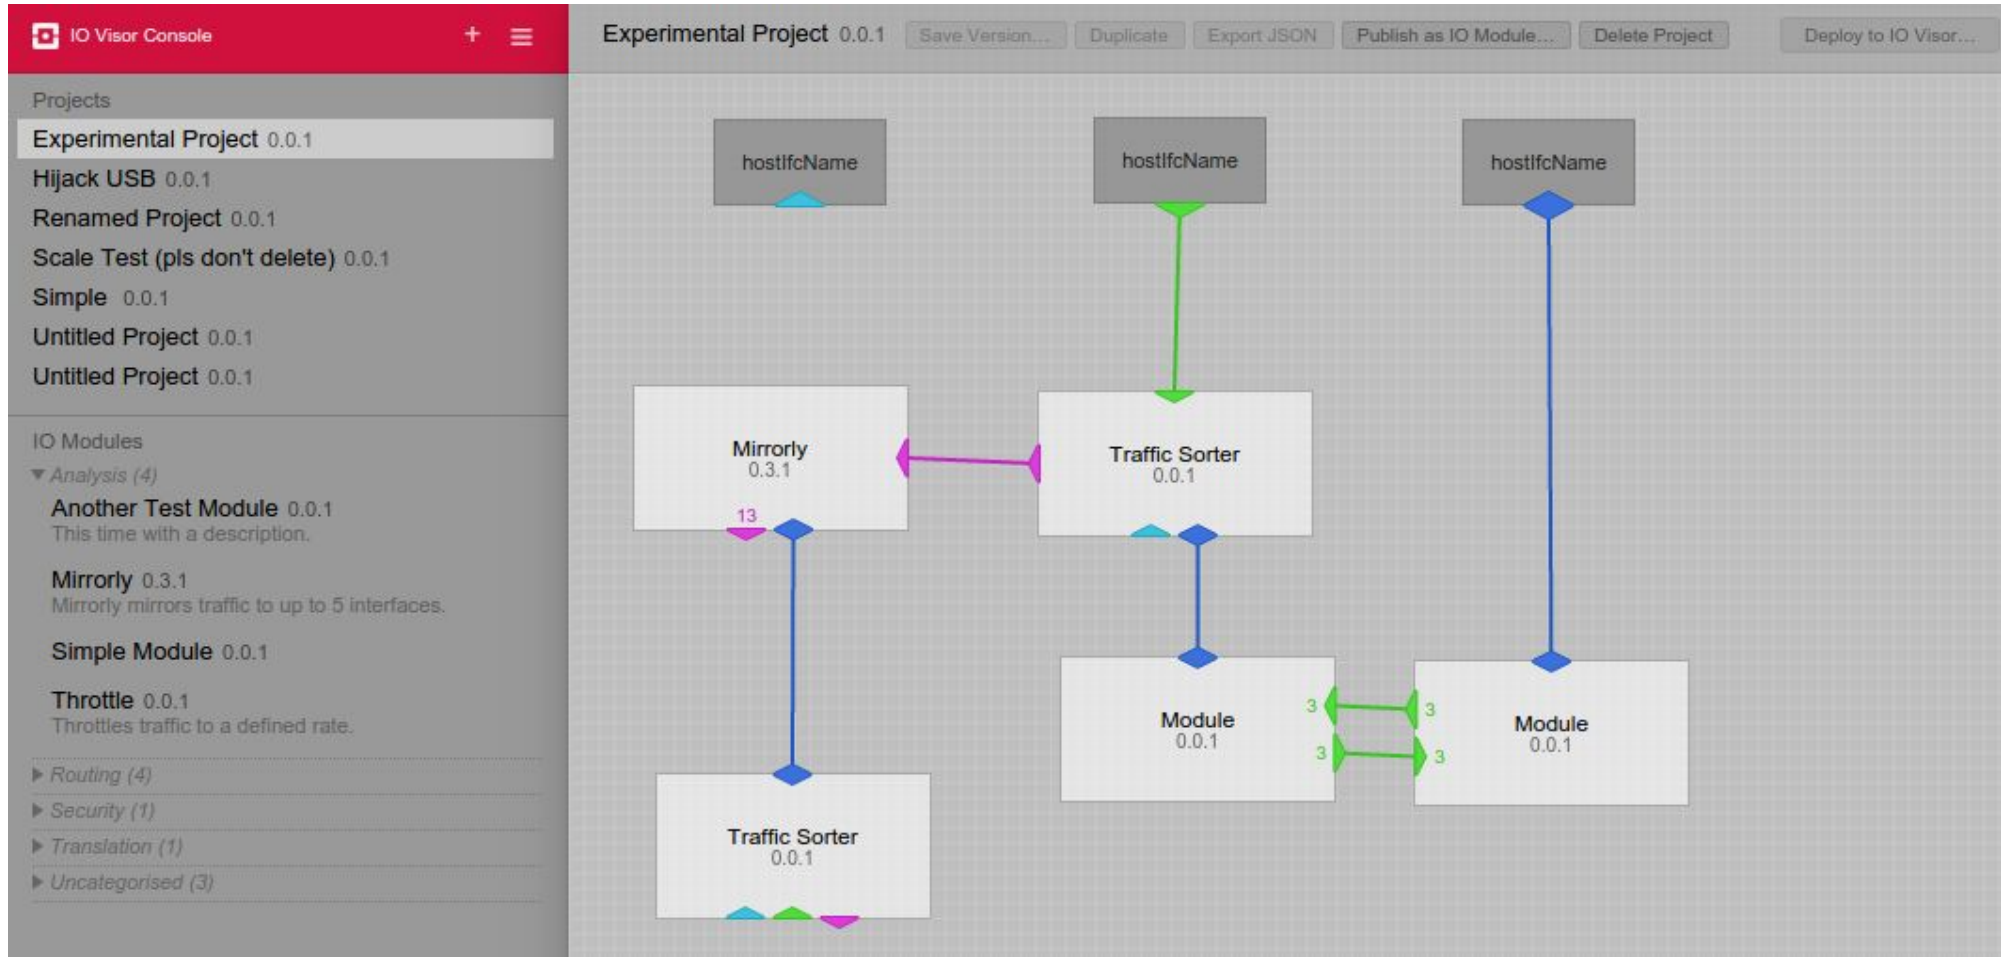 IO Visor Console + ≡
Projects
Experimental Project 0.0.1
Hijack USB 0.0.1
Renamed Project 0.0.1
Scale Test (pls don't delete) 0.0.1
Simple 0.0.1
Untitled Project 0.0.1
Untitled Project 0.0.1
IO Modules
Analysis (4)
Another Test Module 0.0.1
This time with a description.
Mirrorly 0.3.1
Mirrorly mirrors traffic to up to 5 interfaces.
Simple Module 0.0.1
Throttle 0.0.1
Throttles traffic to a defined rate.
Routing (4)
Security (1)
Translation (1)
Uncategorised (3)
Experimental Project 0.0.1 Save Version... Duplicate Export JSON Publish as IO Module... Delete Project Deploy to IO Visor...
hostIfcName
hostIfcName
hostIfcName
Mirrorly
0.3.1
13
Traffic Sorter
0.0.1
Module
0.0.1
3
3
3
3
Module
0.0.1
Traffic Sorter
0.0.1